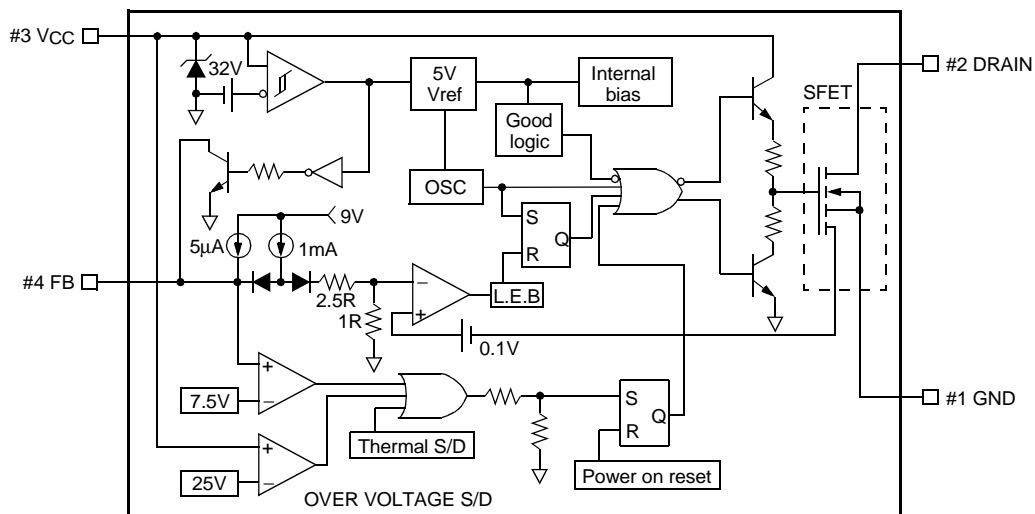 #3 VCC
32V
5V
Vref
Internal
bias
#2 DRAIN
SFET
Good
logic
OSC
9V
5μA
1mA
S
R
Q
#4 FB
2.5R
1R
−
+
L.E.B
0.1V
+
−
7.5V
Thermal S/D
S
R
Q
#1 GND
+
−
25V
Power on reset
OVER VOLTAGE S/D